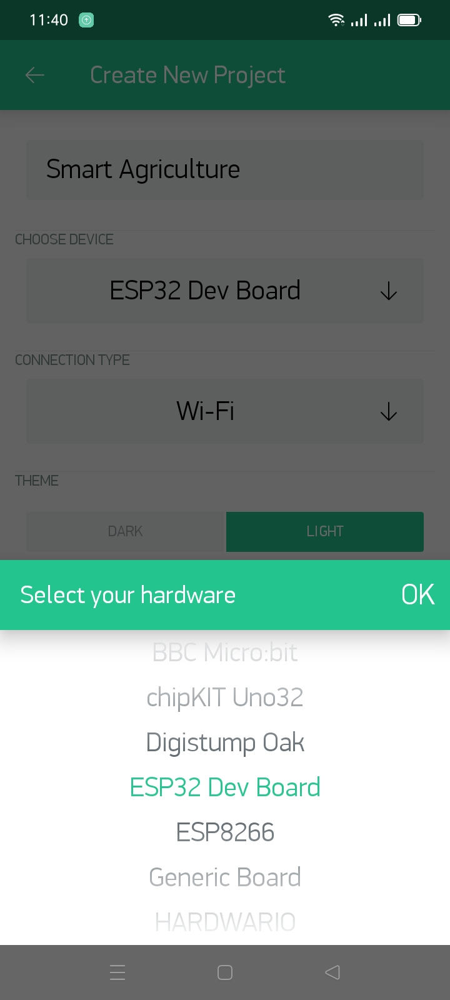 11:40
Create New Project
Smart Agriculture
CHOOSE DEVICE
ESP32 Dev Board
CONNECTION TYPE
Wi-Fi
THEME
DARK LIGHT
Select your hardware OK
BBC Micro:bit
chipKIT Uno32
Digistump Oak
ESP32 Dev Board
ESP8266
Generic Board
HARDWARIO